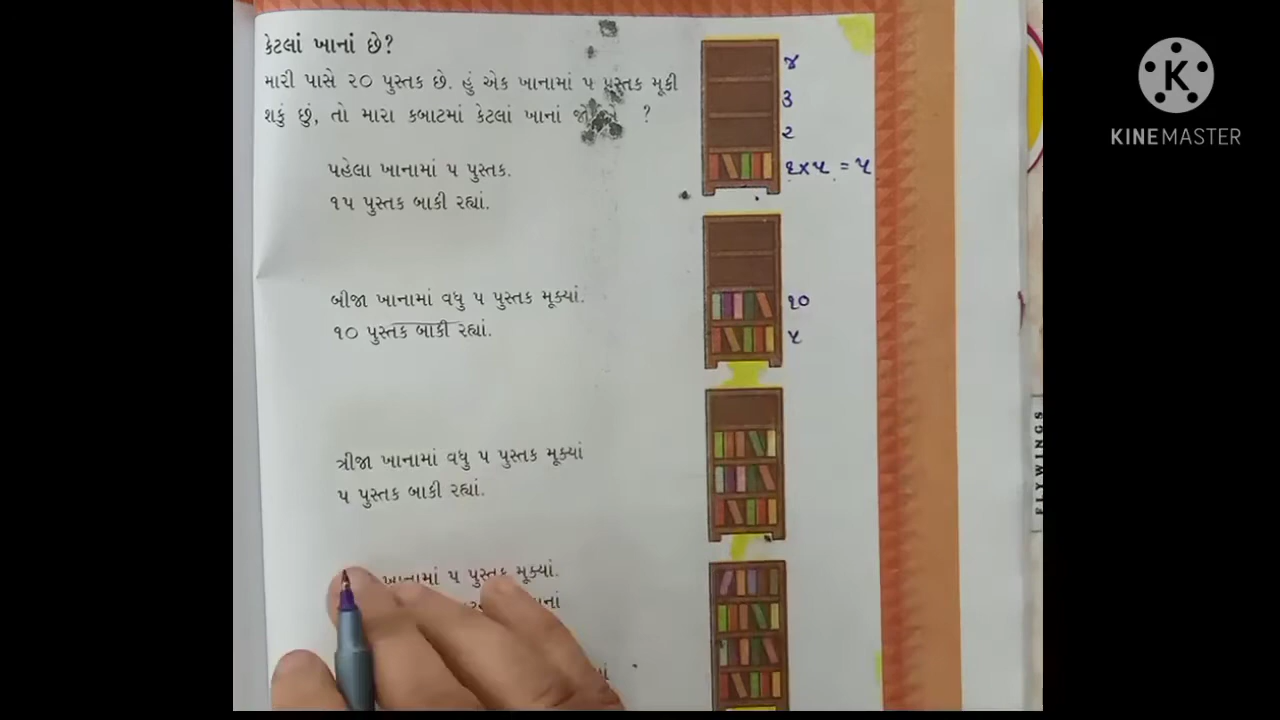 કેટલાં ખાનાં છે?
મારી પાસે ૨૦ પુસ્તક છે. હું એક ખાનામાં ૫ પુસ્તક મૂકી
શકું છું, તો મારા કબાટમાં કેટલાં ખાનાં ?
૪
૩
૨
૧x૫ = ૫
પહેલા ખાનામાં ૫ પુસ્તક.
૧૫ પુસ્તક બાકી રહ્યાં.
બીજા ખાનામાં વધુ ૫ પુસ્તક મૂક્યાં.
૧૦ પુસ્તક બાકી રહ્યાં.
૧૦
૫
ત્રીજા ખાનામાં વધુ ૫ પુસ્તક મૂક્યાં
૫ પુસ્તક બાકી રહ્યાં.
ખાનામાં ૫ પુસ્તક મૂક્યાં.
KINEMASTER
FLYWINGS